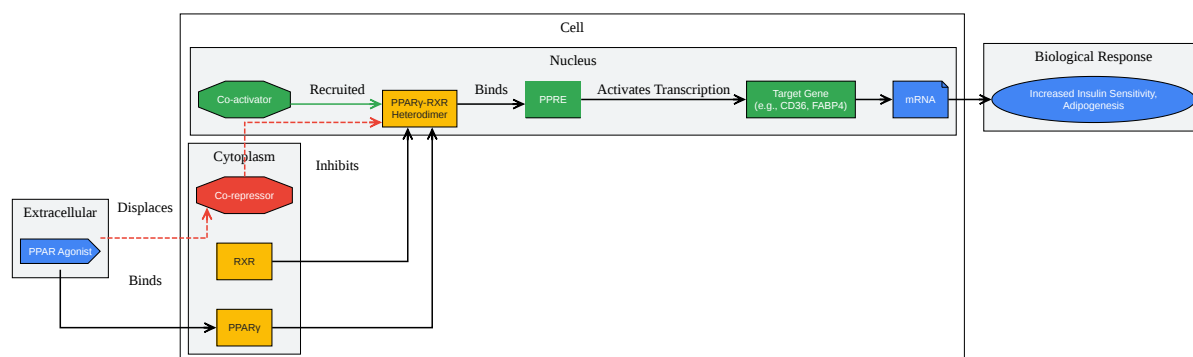 Cell
Nucleus
Biological Response
Co-activator
Recruited
PPARγ-RXR
Heterodimer
Binds
PPRE
Activates Transcription
Target Gene
(e.g., CD36, FABP4)
mRNA
Increased Insulin Sensitivity,
Adipogenesis
Cytoplasm
Inhibits
Co-repressor
Extracellular
Displaces
PPAR Agonist
RXR
Binds
PPARγ